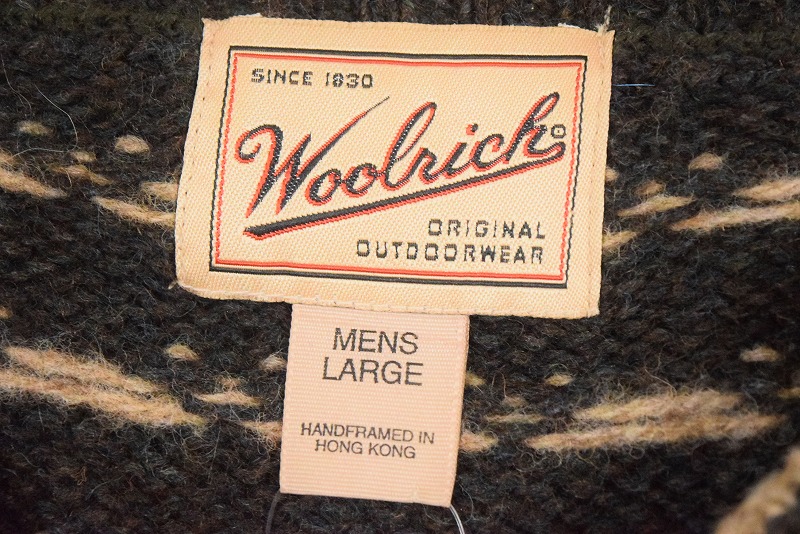 SINCE 1830
Woolrich
ORIGINAL
OUTDOORWEAR
MENS
LARGE
HANDFRAMED IN
HONG KONG